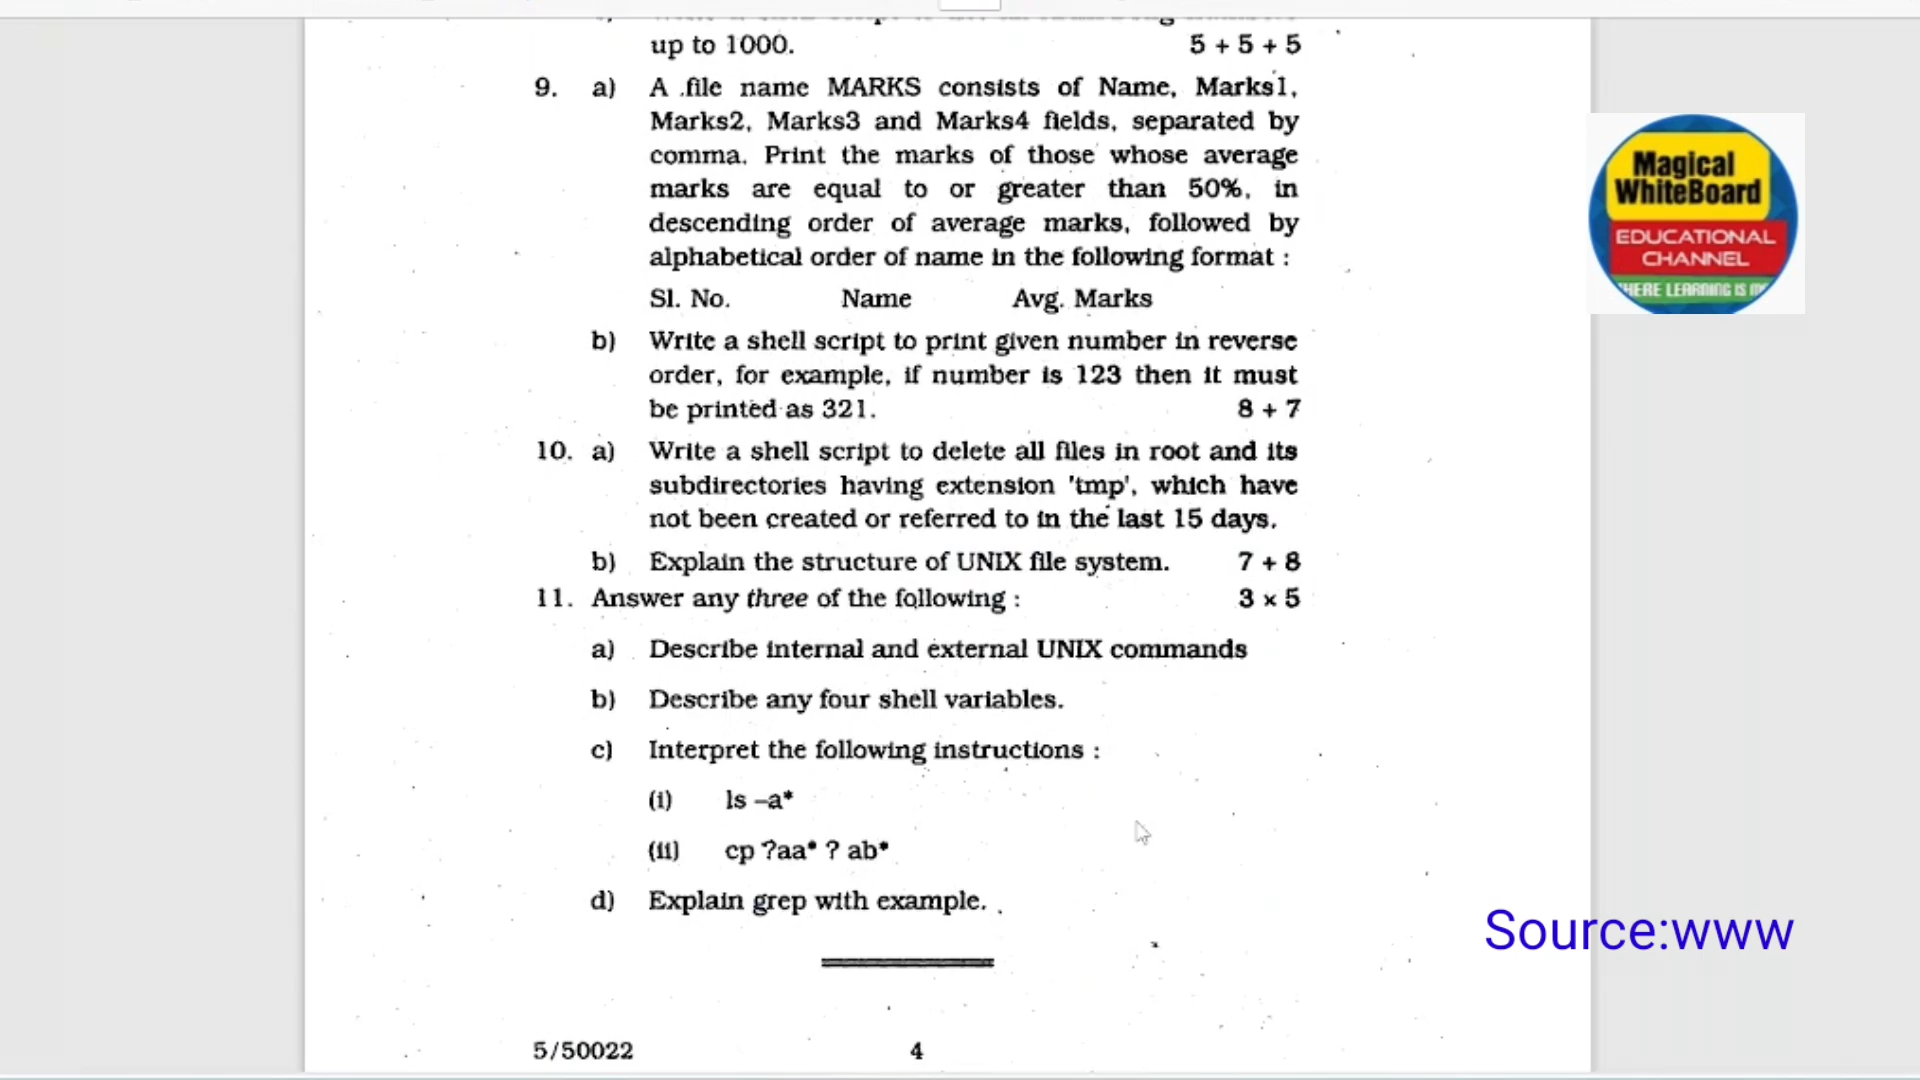 up to 1000. 5 + 5 + 5
9. a) A file name MARKS consists of Name, Marks1,
Marks2, Marks3 and Marks4 fields, separated by
comma. Print the marks of those whose average
marks are equal to or greater than 50%, in
descending order of average marks, followed by
alphabetical order of name in the following format :
Sl. No. Name Avg. Marks
b) Write a shell script to print given number in reverse
order, for example, if number is 123 then it must
be printed as 321. 8 + 7
10. a) Write a shell script to delete all files in root and its
subdirectories having extension 'tmp', which have
not been created or referred to in the last 15 days.
b) Explain the structure of UNIX file system. 7 + 8
11. Answer any three of the following : 3 × 5
a) Describe internal and external UNIX commands
b) Describe any four shell variables.
c) Interpret the following instructions :
(i) ls –a*
(ii) cp ?aa* ? ab*
d) Explain grep with example.
5/50022 4
Magical
WhiteBoard
EDUCATIONAL
CHANNEL
HERE LEARNING IS
Source:www